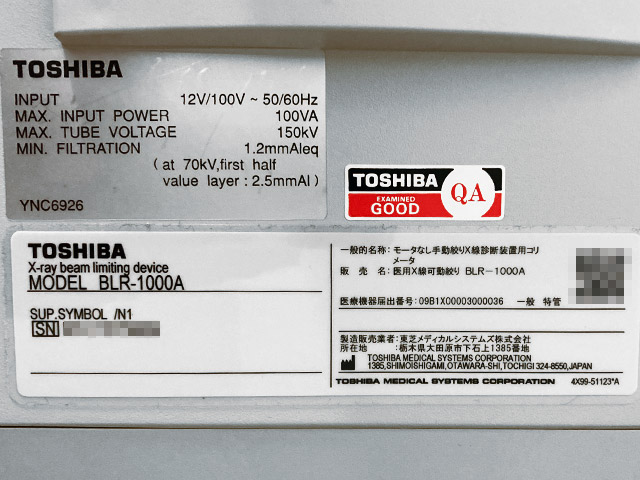 TOSHIBA
INPUT 12V/100V ~ 50/60Hz
MAX. INPUT POWER 100VA
MAX. TUBE VOLTAGE 150kV
MIN. FILTRATION 1.2mmAleq
( at 70kV,first half
value layer : 2.5mmAl )
YNC6926
TOSHIBA
EXAMINED
GOOD
QA
TOSHIBA
X-ray beam limiting device
MODEL BLR-1000A
SUP.SYMBOL /N1
SN
一般的名称: モータなし手動絞りX線診断装置用コリ
メータ
販売名: 医用X線可動絞り BLR-1000A
医療機器届出番号: 09B1X00003000036 一般 特管
製造販売業者: 東芝メディカルシステムズ株式会社
所在地 : 栃木県大田原市下石上1385番地
TOSHIBA MEDICAL SYSTEMS CORPORATION
1385,SHIMOISHIGAMI, OTAWARA-SHI, TOCHIGI 324-8550,JAPAN
TOSHIBA MEDICAL SYSTEMS CORPORATION 4X99-51123*A